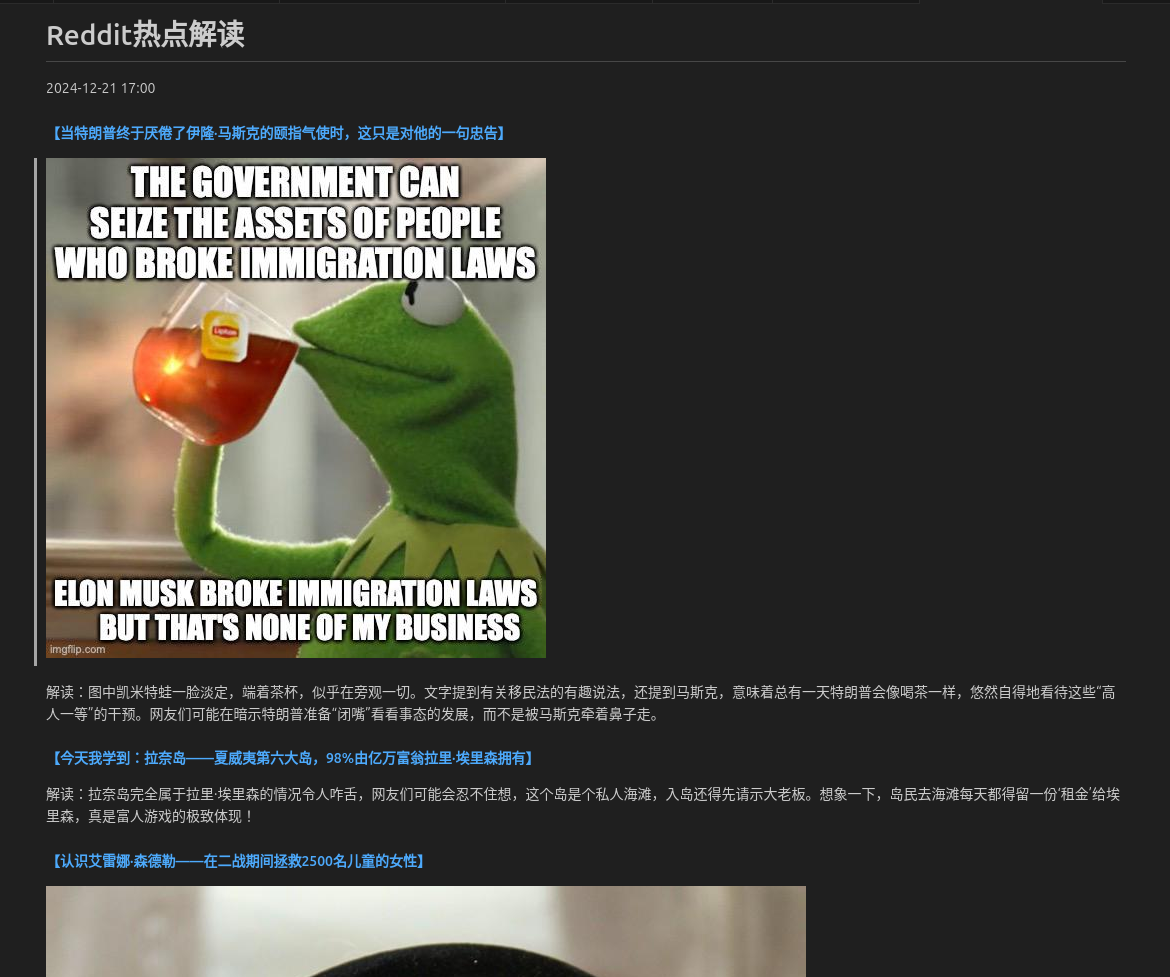 Reddit热点解读
2024-12-21 17:00
【当特朗普终于厌倦了伊隆·马斯克的颐指气使时，这只是对他的一句忠告】
THE GOVERNMENT CAN
SEIZE THE ASSETS OF PEOPLE
WHO BROKE IMMIGRATION LAWS
Lipton
ELON MUSK BROKE IMMIGRATION LAWS
BUT THAT'S NONE OF MY BUSINESS
imgflip.com
解读：图中凯米特蛙一脸淡定，端着茶杯，似乎在旁观一切。文字提到有关移民法的有趣说法，还提到马斯克，意味着总有一天特朗普会像喝茶一样，悠然自得地看待这些“高
人一等”的干预。网友们可能在暗示特朗普准备“闭嘴”看看事态的发展，而不是被马斯克牵着鼻子走。
【今天我学到：拉奈岛——夏威夷第六大岛，98%由亿万富翁拉里·埃里森拥有】
解读：拉奈岛完全属于拉里·埃里森的情况令人咋舌，网友们可能会忍不住想，这个岛是个私人海滩，入岛还得先请示大老板。想象一下，岛民去海滩每天都得留一份‘租金’给埃
里森，真是富人游戏的极致体现！
【认识艾雷娜·森德勒——在二战期间拯救2500名儿童的女性】